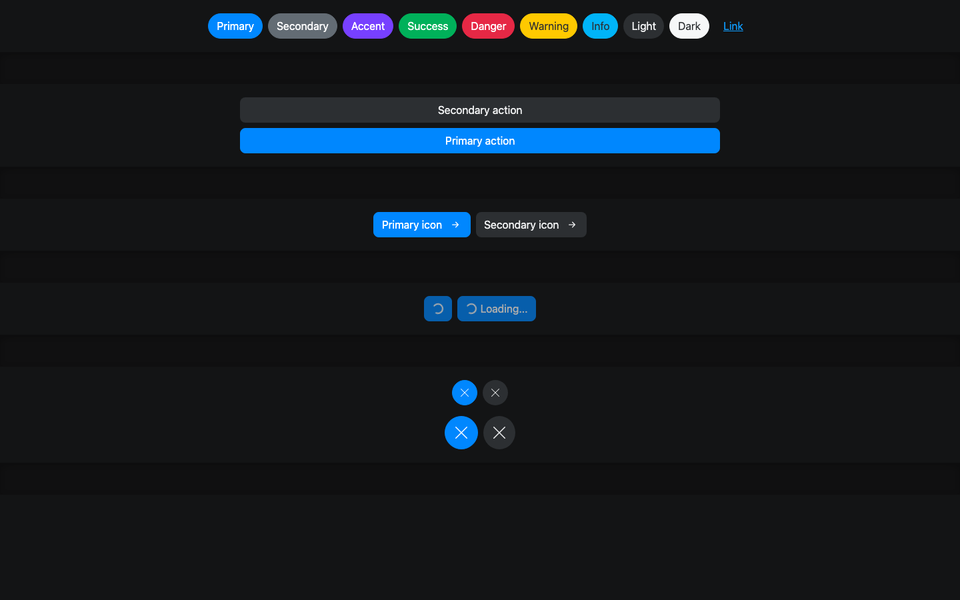 Primary Secondary Accent Success Danger Warning Info Light Dark Link
Secondary action
Primary action
Primary icon → Secondary icon →
Loading...